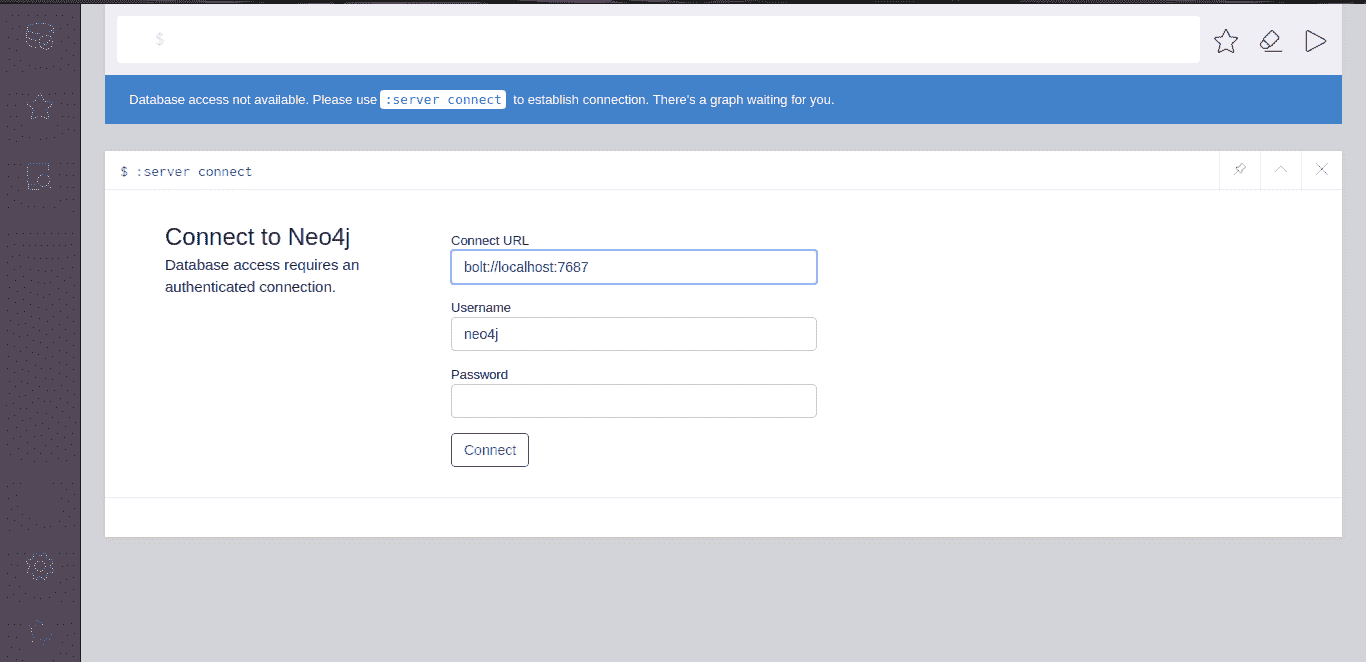 $
Database access not available. Please use :server connect to establish connection. There's a graph waiting for you.
$ :server connect
Connect to Neo4j
Database access requires an
authenticated connection.
Connect URL
bolt://localhost:7687
Username
neo4j
Password
Connect